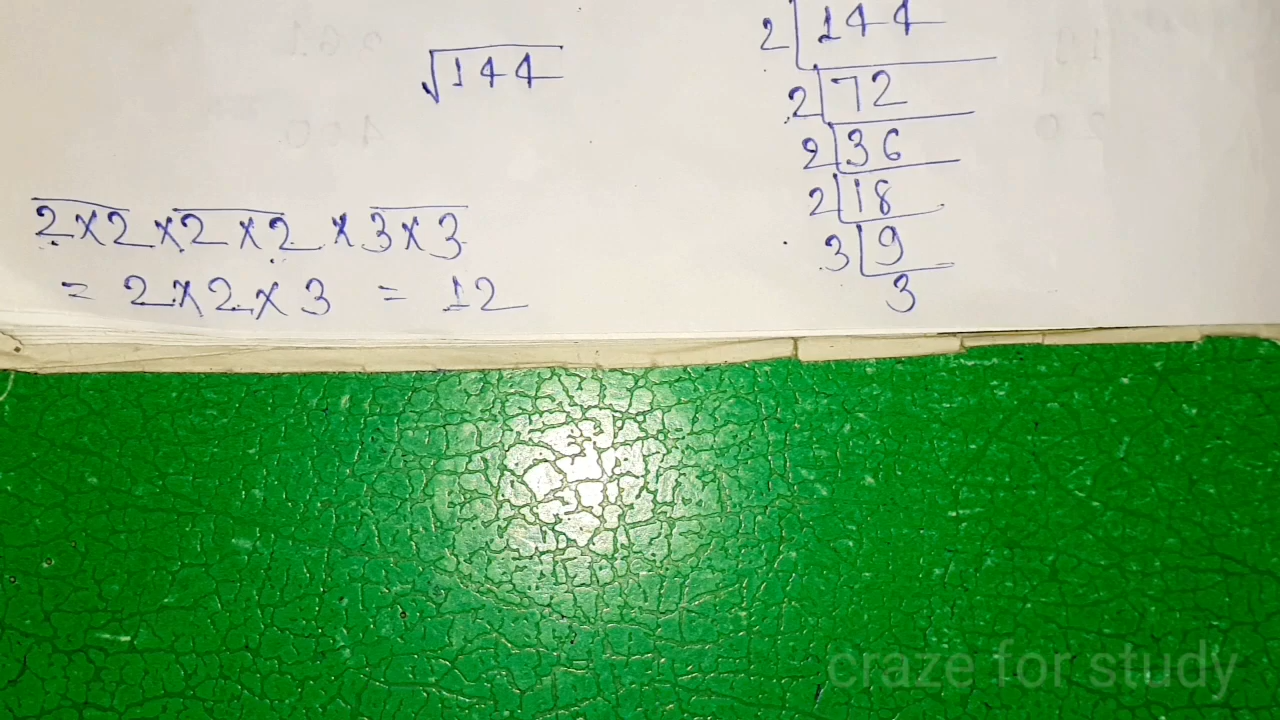 √144
2×2×2×2×3×3
= 2×2×3 = 12
2 | 144
2 | 72
2 | 36
2 | 18
3 | 9
3
craze for study